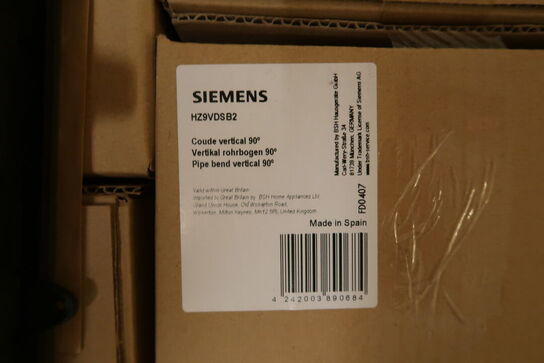 SIEMENS
HZ9VDSB2
Coude vertical 90°
Vertikal rohrbogen 90°
Pipe bend vertical 90°
Valid within Great Britain:
Imported to Great Britain by BSH Home Appliances Ltd.
Grand Union House, Old Wolverton Road,
Wolverton, Milton Keynes, MK12 5PT, United Kingdom
Manufactured by BSH Hausgeräte GmbH
Carl-Wery-Straße 34
81739 München, GERMANY
Under Trademark License of Siemens AG
www.bsh-service.com
FD0407
Made in Spain
4 242003 890684